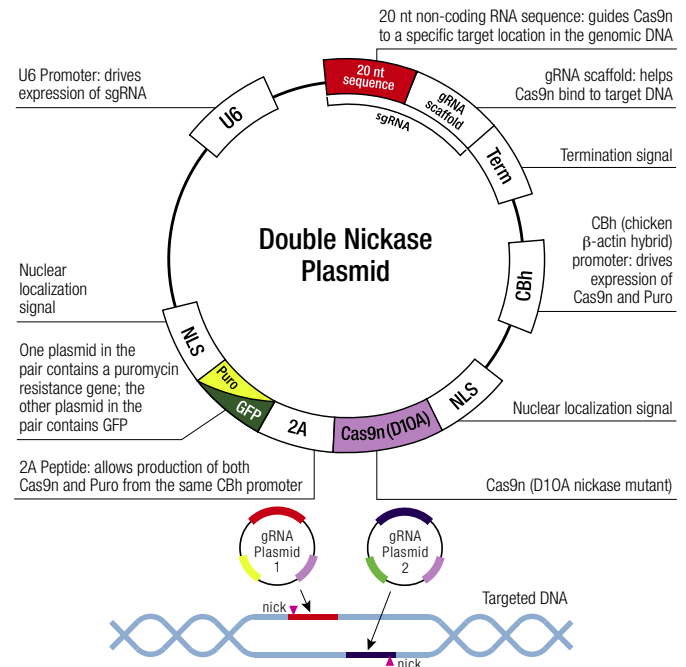 20 nt non-coding RNA sequence: guides Cas9n
to a specific target location in the genomic DNA
U6 Promoter: drives
expression of sgRNA
20 nt
sequence
gRNA
scaffold
sgRNA
gRNA scaffold: helps
Cas9n bind to target DNA
U6
Term
Termination signal
Double Nickase
Plasmid
CBh (chicken
β-actin hybrid)
promoter: drives
expression of
Cas9n and Puro
CBh
Nuclear
localization
signal
NLS
One plasmid in the
pair contains a puromycin
resistance gene; the
other plasmid in the
pair contains GFP
Puro
GFP
2A
Cas9n (D10A)
NLS
Nuclear localization signal
2A Peptide: allows production of both
Cas9n and Puro from the same CBh promoter
Cas9n (D10A nickase mutant)
gRNA
Plasmid
1
gRNA
Plasmid
2
nick
Targeted DNA
nick